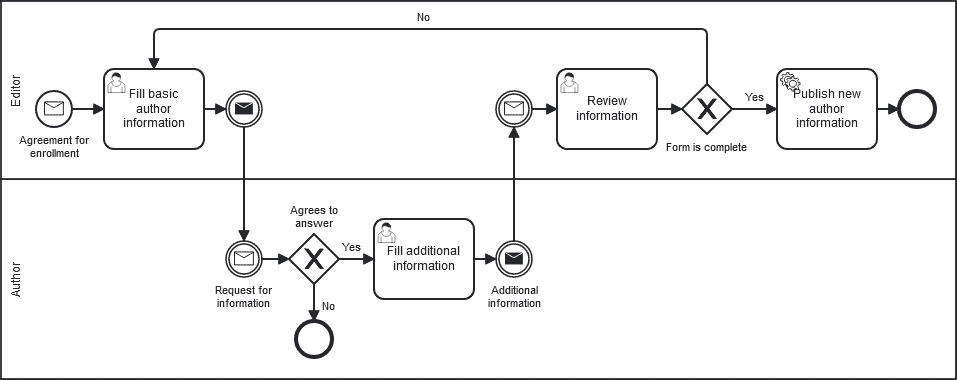 No
Editor
Fill basic
author
information
Agreement for
enrollment
Review
information
Form is complete
Yes
Publish new
author
information
Author
Request for
information
Agrees to
answer
Yes
No
Fill additional
information
Additional
information